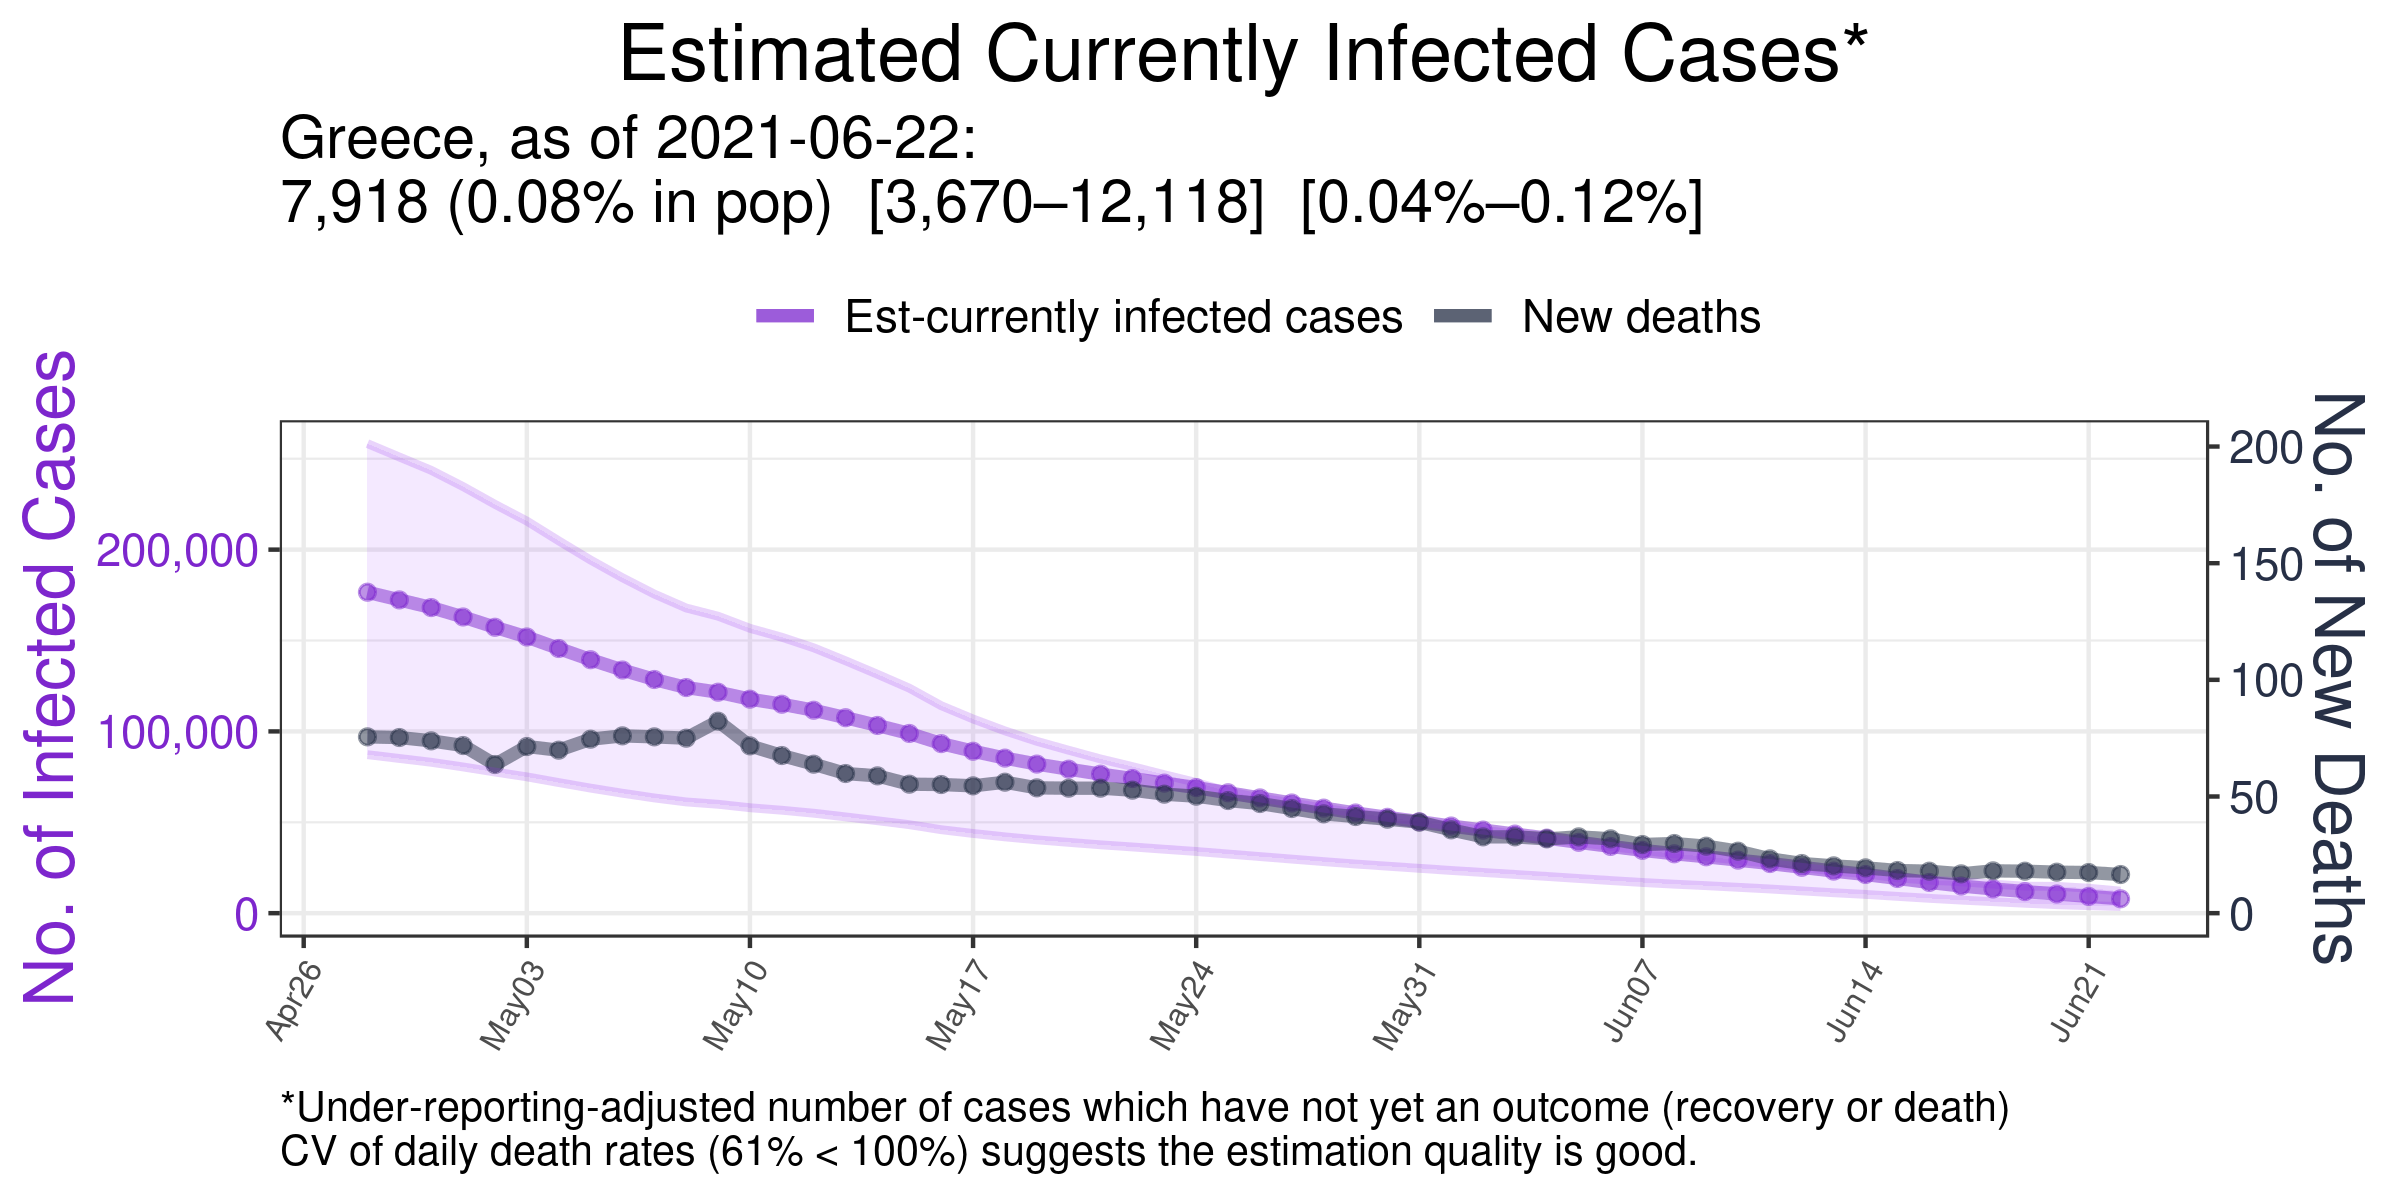 Estimated Currently Infected Cases*
Greece, as of 2021-06-22:
7,918 (0.08% in pop)  [3,670–12,118]  [0.04%–0.12%]
Est-currently infected cases
New deaths
No. of Infected Cases
200,000
100,000
0
200
150
100
50
0
No. of New Deaths
Apr26
May03
May10
May17
May24
May31
Jun07
Jun14
Jun21
*Under-reporting-adjusted number of cases which have not yet an outcome (recovery or death)
CV of daily death rates (61% < 100%) suggests the estimation quality is good.